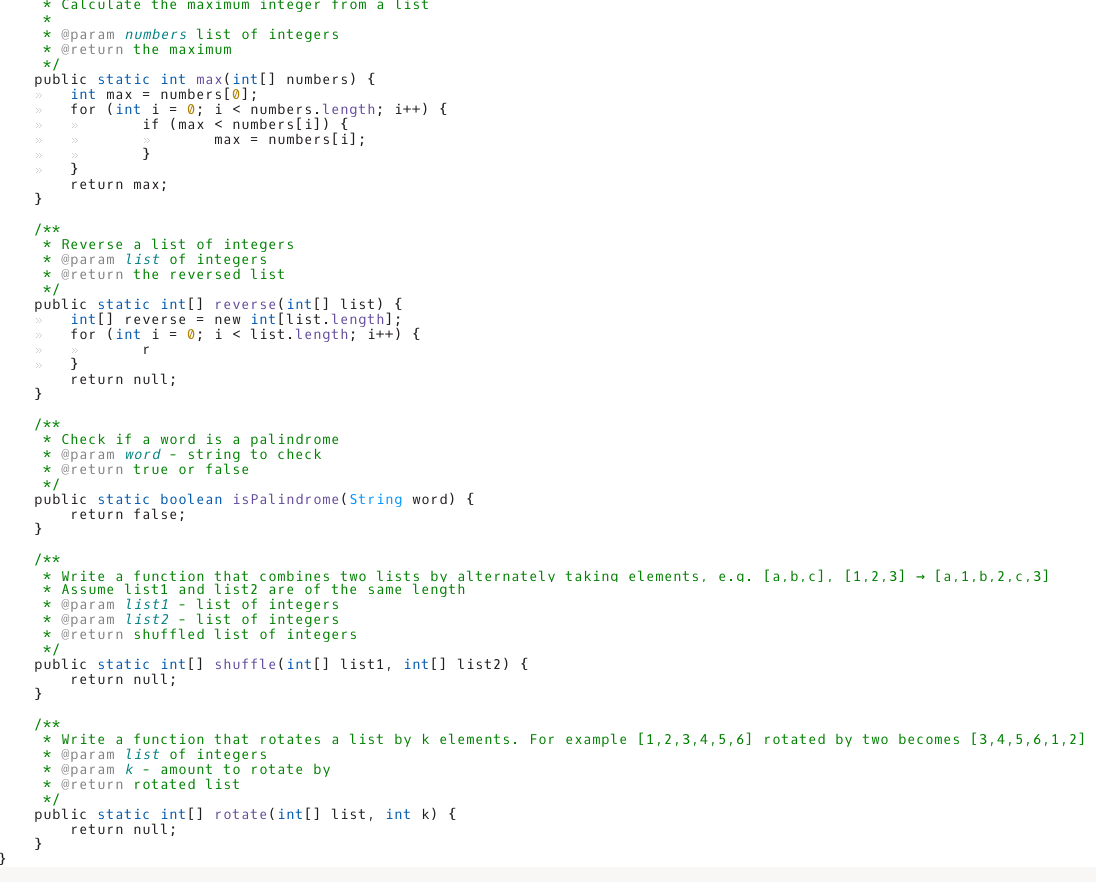 * Calculate the maximum integer from a list
*
* @param numbers list of integers
* @return the maximum
*/
public static int max(int[] numbers) {
» int max = numbers[0];
» for (int i = 0; i < numbers.length; i++) {
» » if (max < numbers[i]) {
» » » max = numbers[i];
» » }
» }
return max;
}
/**
* Reverse a list of integers
* @param list of integers
* @return the reversed list
*/
public static int[] reverse(int[] list) {
» int[] reverse = new int[list.length];
» for (int i = 0; i < list.length; i++) {
» » r
» }
return null;
}
/**
* Check if a word is a palindrome
* @param word - string to check
* @return true or false
*/
public static boolean isPalindrome(String word) {
return false;
}
/**
* Write a function that combines two lists by alternately taking elements, e.g. [a,b,c], [1,2,3] → [a,1,b,2,c,3]
* Assume list1 and list2 are of the same length
* @param list1 - list of integers
* @param list2 - list of integers
* @return shuffled list of integers
*/
public static int[] shuffle(int[] list1, int[] list2) {
return null;
}
/**
* Write a function that rotates a list by k elements. For example [1,2,3,4,5,6] rotated by two becomes [3,4,5,6,1,2]
* @param list of integers
* @param k - amount to rotate by
* @return rotated list
*/
public static int[] rotate(int[] list, int k) {
return null;
}
}